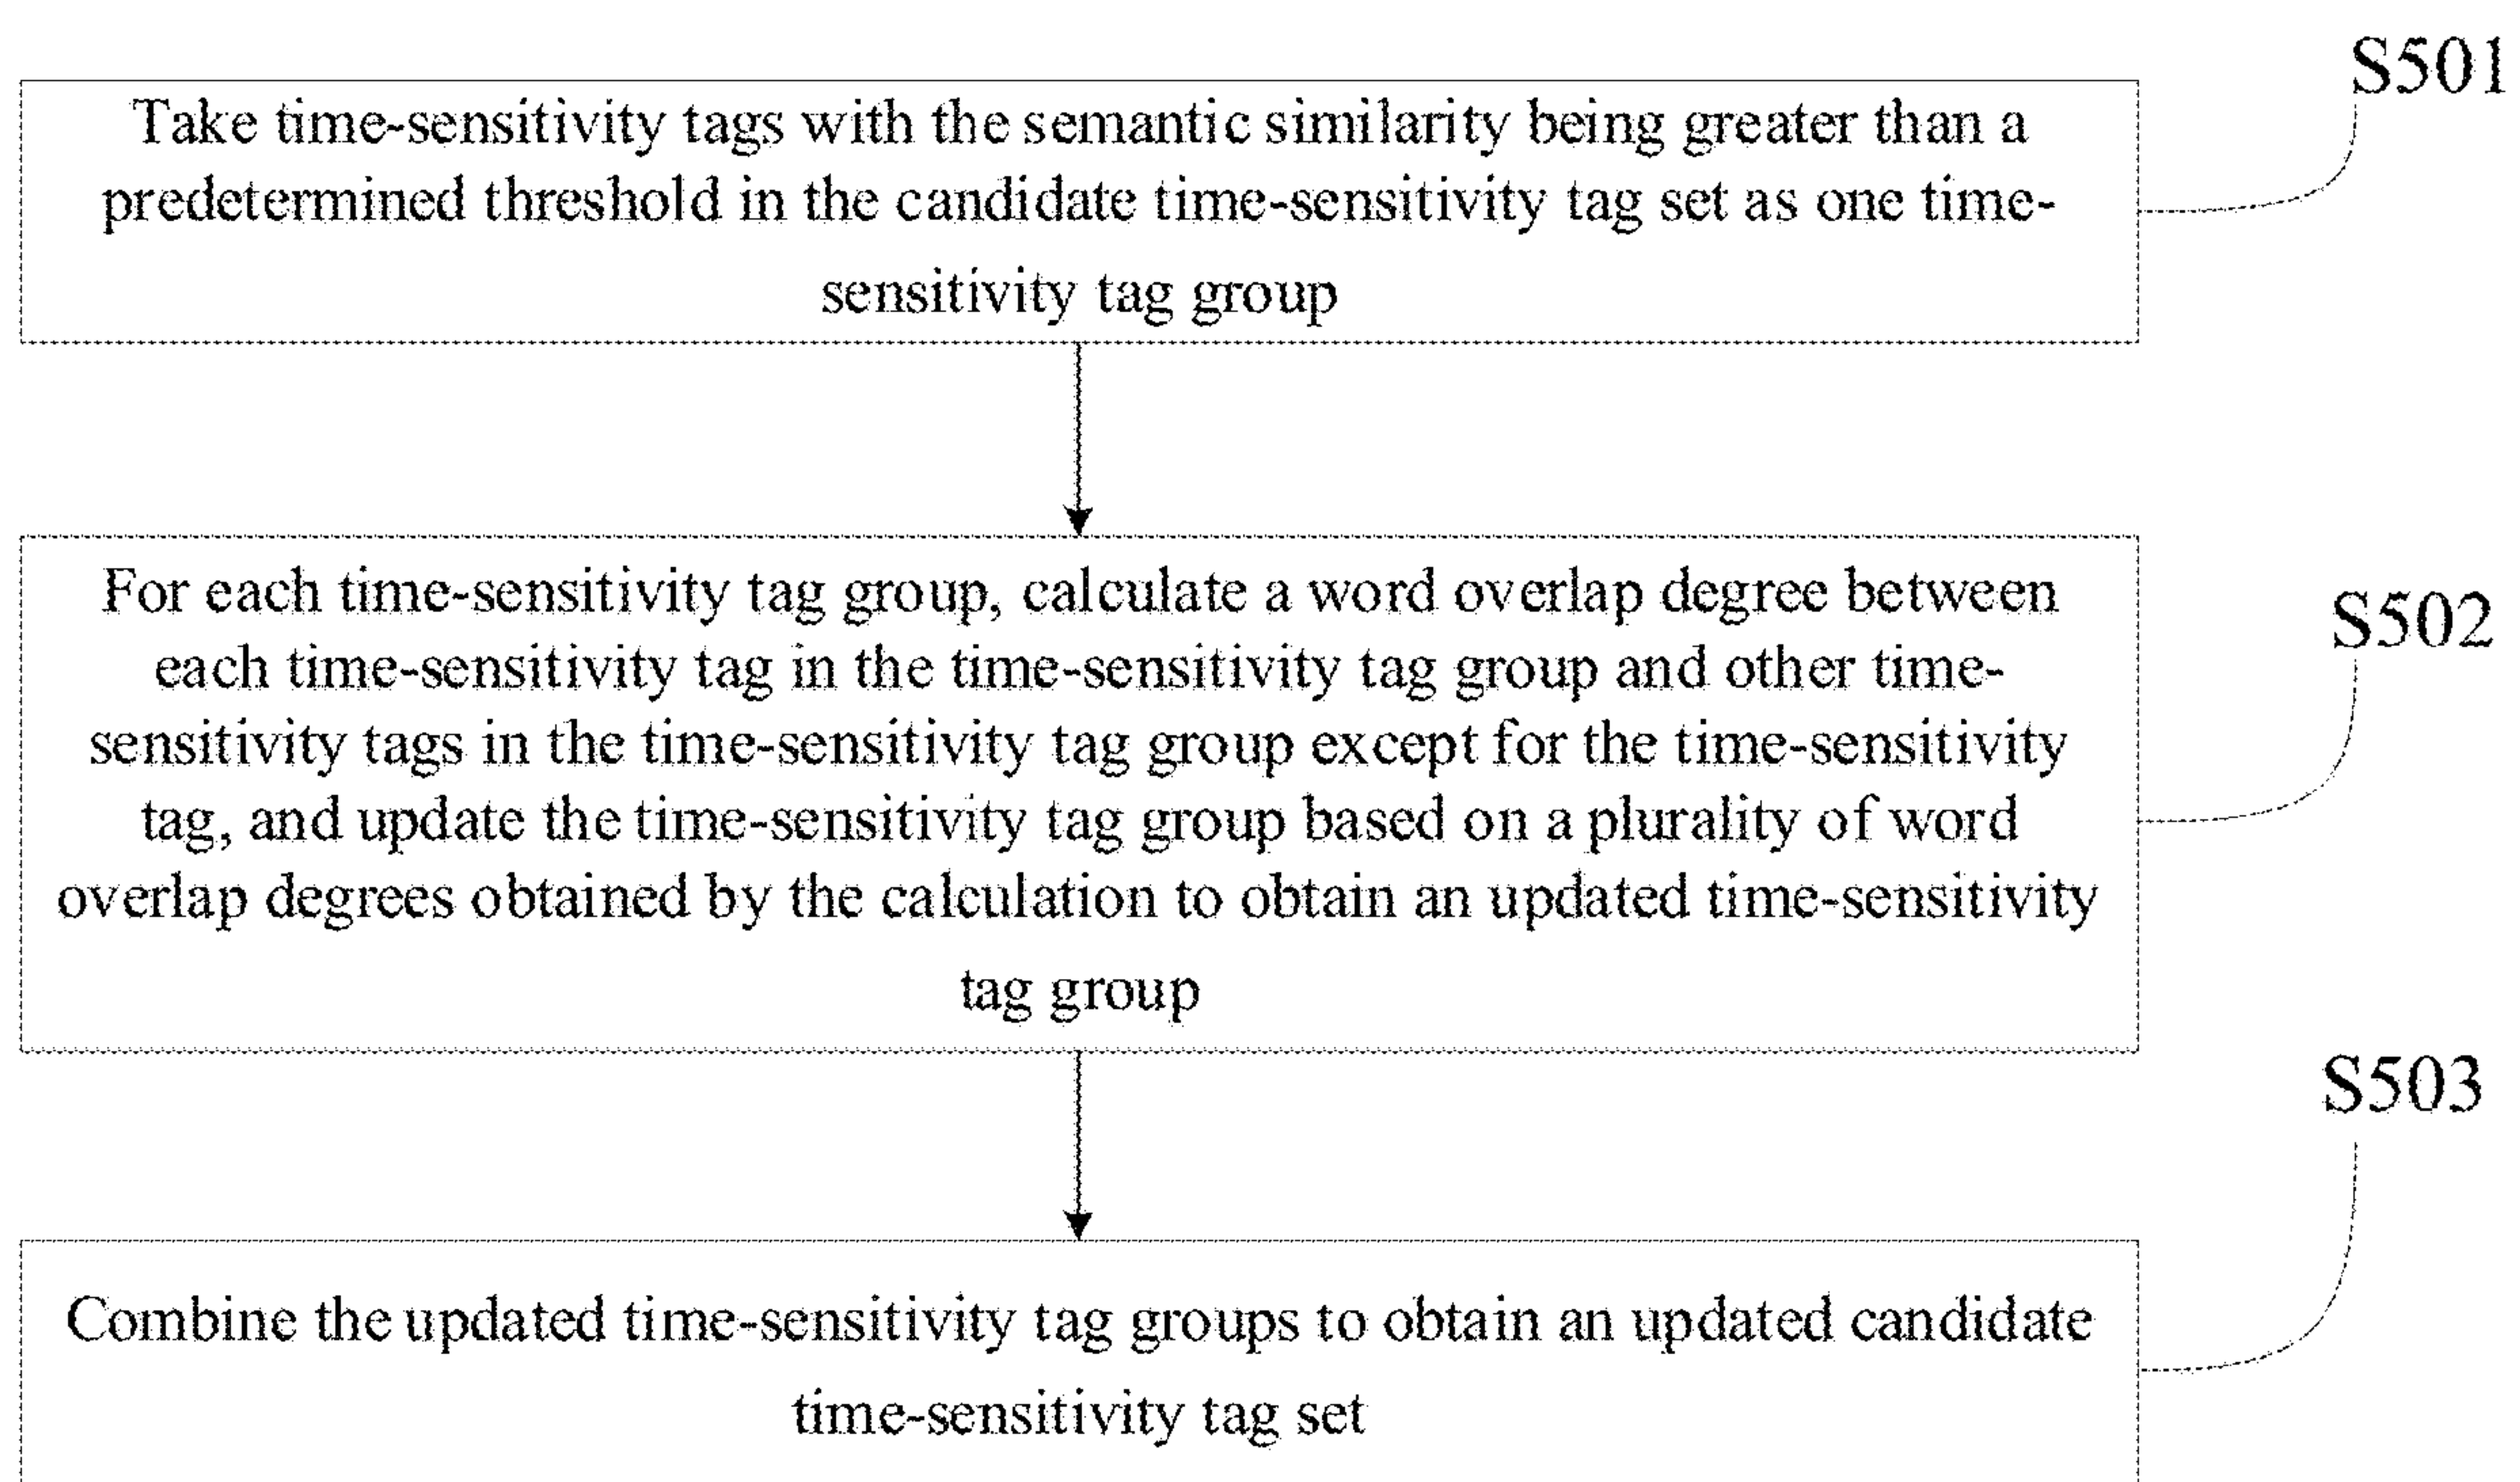 S501
Take time-sensitivity tags with the semantic similarity being greater than a
predetermined threshold in the candidate time-sensitivity tag set as one time-
sensitivity tag group
S502
For each time-sensitivity tag group, calculate a word overlap degree between
each time-sensitivity tag in the time-sensitivity tag group and other time-
sensitivity tags in the time-sensitivity tag group except for the time-sensitivity
tag, and update the time-sensitivity tag group based on a plurality of word
overlap degrees obtained by the calculation to obtain an updated time-sensitivity
tag group
S503
Combine the updated time-sensitivity tag groups to obtain an updated candidate
time-sensitivity tag set